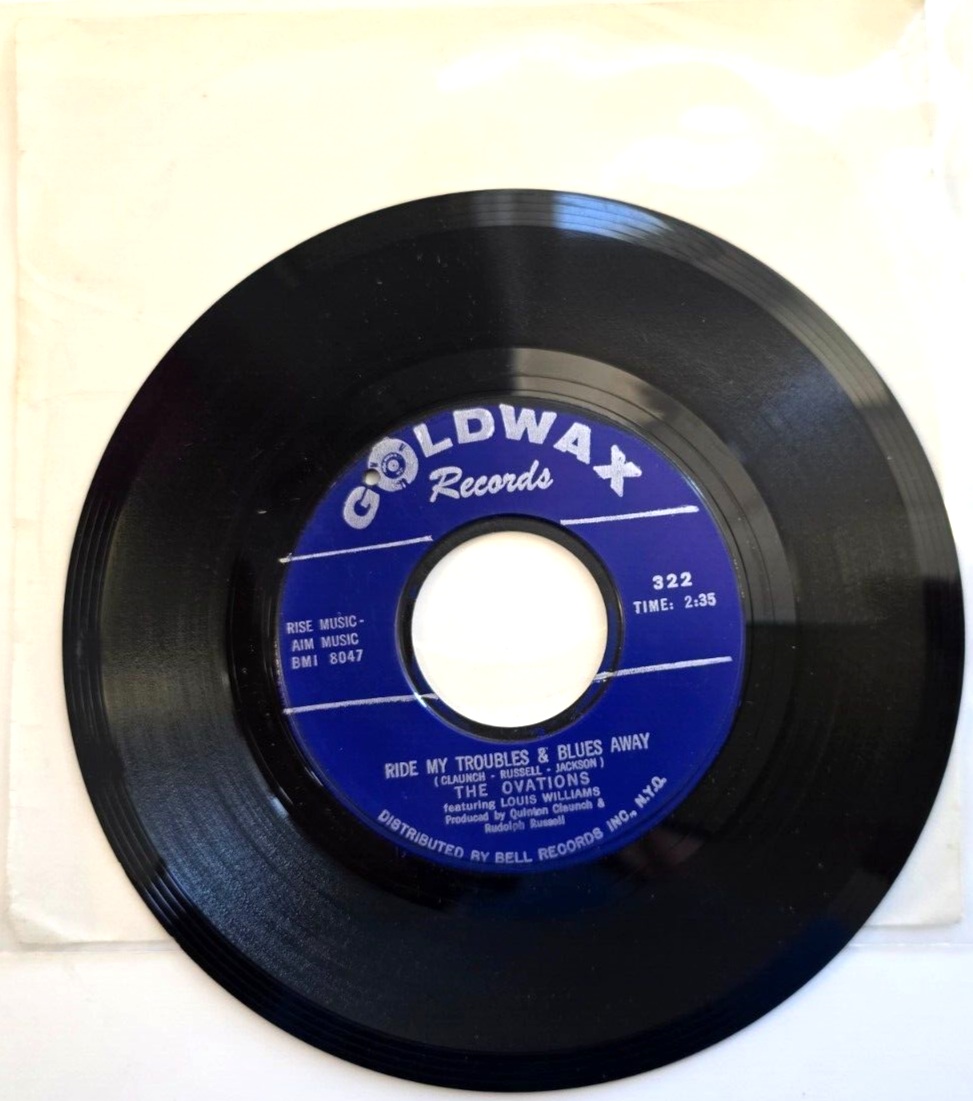 GOLDWAX
Records
322
TIME: 2:35
RISE MUSIC-
AIM MUSIC
BMI 8047
RIDE MY TROUBLES & BLUES AWAY
(CLAUNCH - RUSSELL - JACKSON)
THE OVATIONS
featuring LOUIS WILLIAMS
Produced by Quinton Claunch &
Rudolph Russell
DISTRIBUTED BY BELL RECORDS INC., N.Y.C.